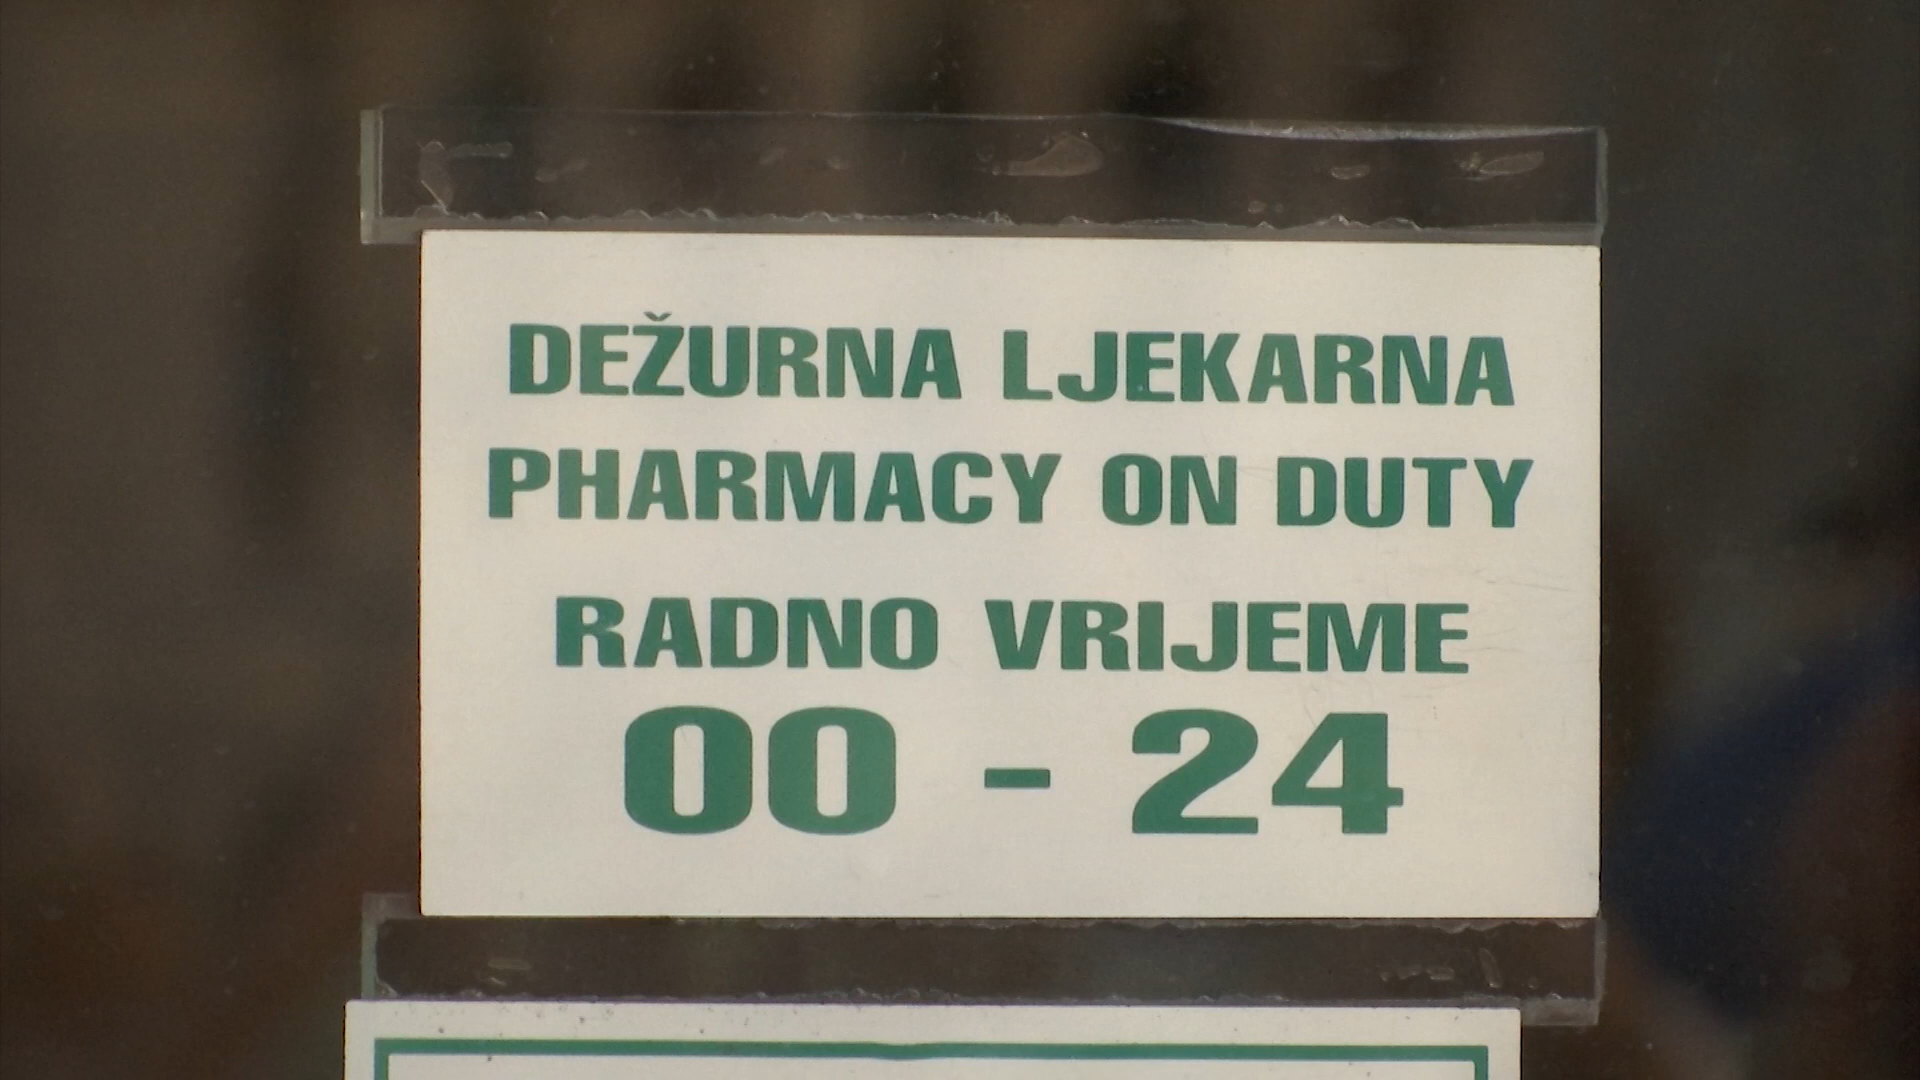 DEŽURNA LJEKARNA
PHARMACY ON DUTY
RADNO VRIJEME
00 - 24